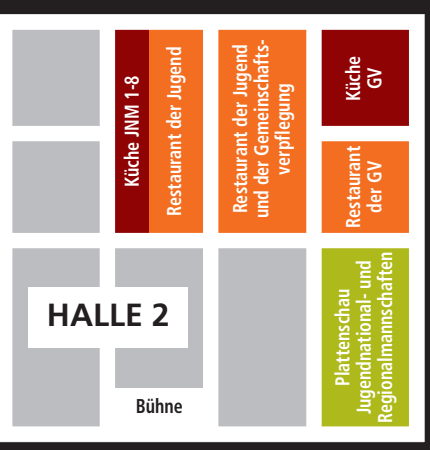 Küche JNM 1-8
Restaurant der Jugend
Restaurant der Jugend
und der Gemeinschafts-
verpflegung
Küche
GV
Restaurant
der GV
HALLE 2
Bühne
Plattenschau
Jugendnational- und
Regionalmannschaften